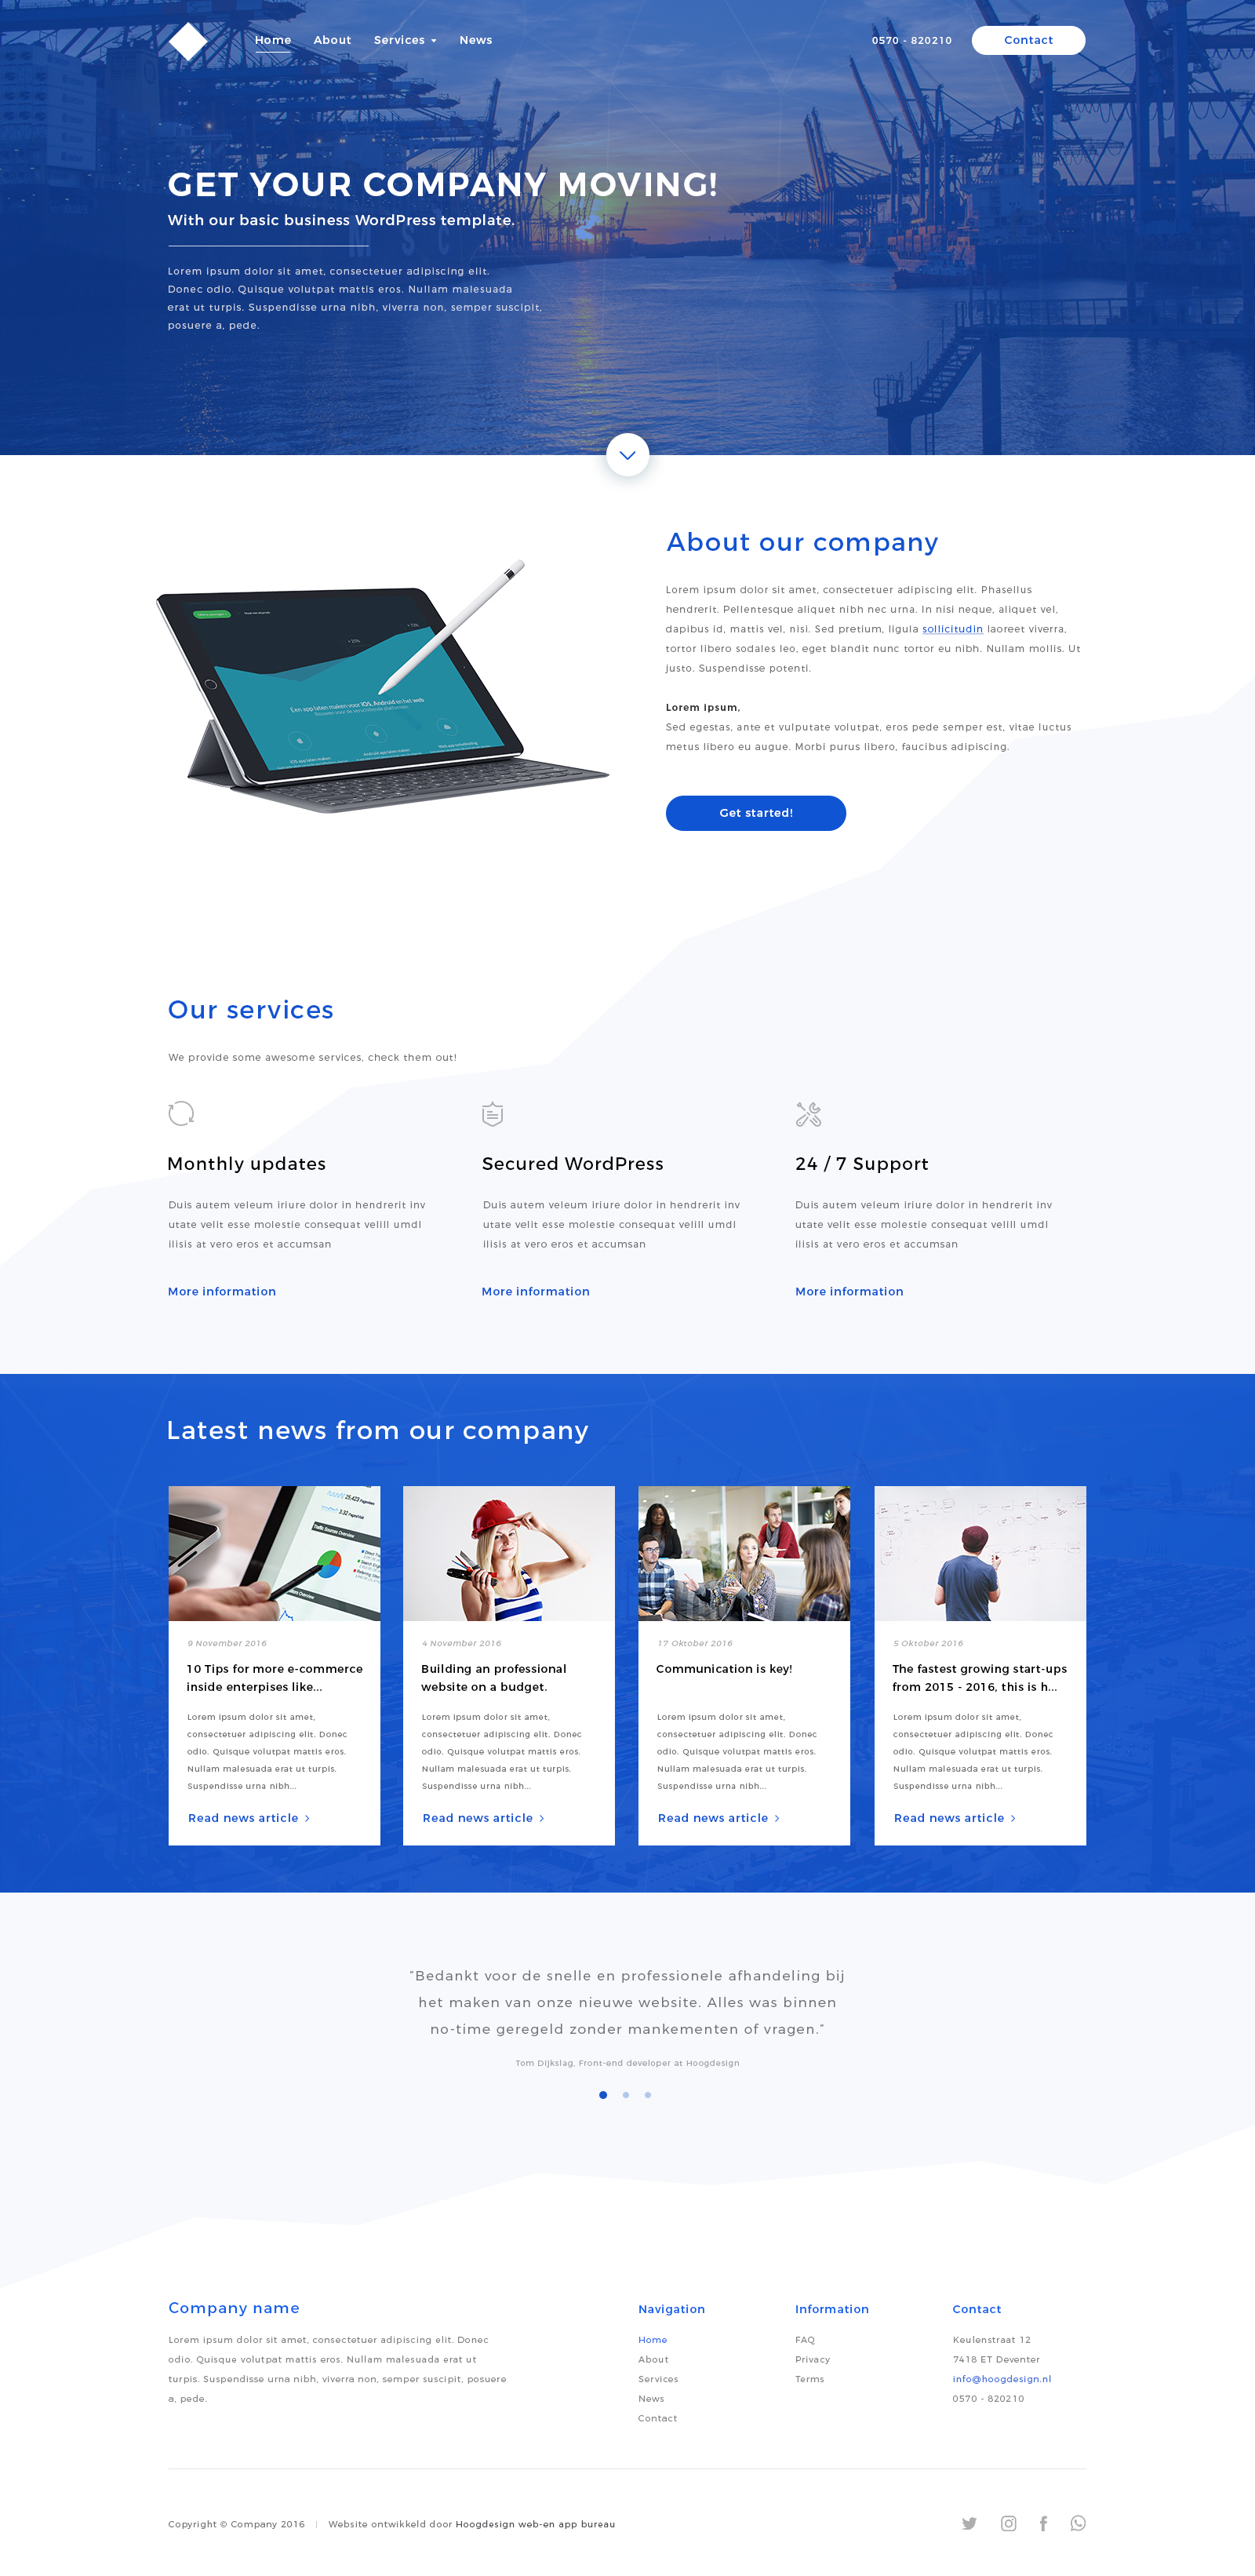 Home About Services News 0570 - 820210 Contact
GET YOUR COMPANY MOVING!
With our basic business WordPress template.
Lorem ipsum dolor sit amet, consectetuer adipiscing elit.
Donec odio. Quisque volutpat mattis eros. Nullam malesuada
erat ut turpis. Suspendisse urna nibh, viverra non, semper suscipit,
posuere a, pede.
About our company
Lorem ipsum dolor sit amet, consectetuer adipiscing elit. Phasellus
hendrerit. Pellentesque aliquet nibh nec urna. In nisi neque, aliquet vel,
dapibus id, mattis vel, nisi. Sed pretium, ligula sollicitudin laoreet viverra,
tortor libero sodales leo, eget blandit nunc tortor eu nibh. Nullam mollis. Ut
justo. Suspendisse potenti.
Lorem ipsum,
Sed egestas, ante et vulputate volutpat, eros pede semper est, vitae luctus
metus libero eu augue. Morbi purus libero, faucibus adipiscing.
Get started!
Een app laten maken voor iOS, Android en het web
Our services
We provide some awesome services, check them out!
Monthly updates
Duis autem veleum iriure dolor in hendrerit inv
utate velit esse molestie consequat velill umdl
ilisis at vero eros et accumsan
More information
Secured WordPress
Duis autem veleum iriure dolor in hendrerit inv
utate velit esse molestie consequat velill umdl
ilisis at vero eros et accumsan
More information
24 / 7 Support
Duis autem veleum iriure dolor in hendrerit inv
utate velit esse molestie consequat velill umdl
ilisis at vero eros et accumsan
More information
Latest news from our company
9 November 2016
10 Tips for more e-commerce
inside enterpises like...
Lorem ipsum dolor sit amet,
consectetuer adipiscing elit. Donec
odio. Quisque volutpat mattis eros.
Nullam malesuada erat ut turpis.
Suspendisse urna nibh...
Read news article
4 November 2016
Building an professional
website on a budget.
Lorem ipsum dolor sit amet,
consectetuer adipiscing elit. Donec
odio. Quisque volutpat mattis eros.
Nullam malesuada erat ut turpis.
Suspendisse urna nibh...
Read news article
17 Oktober 2016
Communication is key!
Lorem ipsum dolor sit amet,
consectetuer adipiscing elit. Donec
odio. Quisque volutpat mattis eros.
Nullam malesuada erat ut turpis.
Suspendisse urna nibh...
Read news article
5 Oktober 2016
The fastest growing start-ups
from 2015 - 2016, this is h...
Lorem ipsum dolor sit amet,
consectetuer adipiscing elit. Donec
odio. Quisque volutpat mattis eros.
Nullam malesuada erat ut turpis.
Suspendisse urna nibh...
Read news article
"Bedankt voor de snelle en professionele afhandeling bij
het maken van onze nieuwe website. Alles was binnen
no-time geregeld zonder mankementen of vragen."
Tom Dijkslag, Front-end developer at Hoogdesign
Company name
Lorem ipsum dolor sit amet, consectetuer adipiscing elit. Donec
odio. Quisque volutpat mattis eros. Nullam malesuada erat ut
turpis. Suspendisse urna nibh, viverra non, semper suscipit, posuere
a, pede.
Navigation
Home
About
Services
News
Contact
Information
FAQ
Privacy
Terms
Contact
Keulenstraat 12
7418 ET Deventer
info@hoogdesign.nl
0570 - 820210
Copyright © Company 2016 | Website ontwikkeld door Hoogdesign web-en app bureau